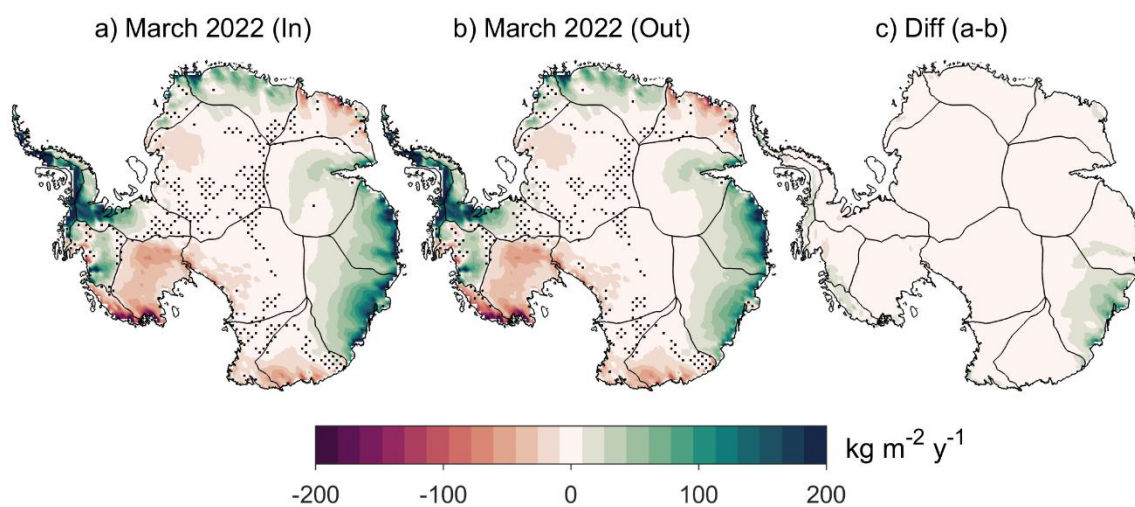 a) March 2022 (In) b) March 2022 (Out) c) Diff (a-b)
kg m⁻² y⁻¹
-200 -100 0 100 200